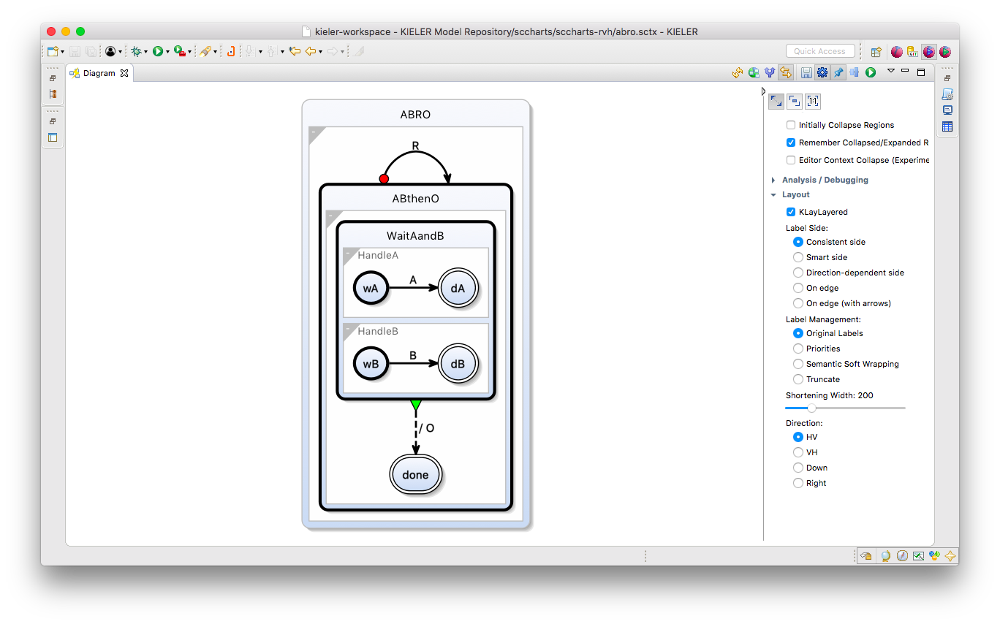 kieler-workspace - KIELER Model Repository/sccharts/sccharts-rvh/abro.sctx - KIELER
Quick Access
GIT
Diagram
ABRO
-
R
ABthenO
-
WaitAandB
- HandleA
wA
A
dA
- HandleB
wB
B
dB
/ O
done
[1:1]
Initially Collapse Regions
Remember Collapsed/Expanded R
Editor Context Collapse (Experime
Analysis / Debugging
Layout
KLayLayered
Label Side:
Consistent side
Smart side
Direction-dependent side
On edge
On edge (with arrows)
Label Management:
Original Labels
Priorities
Semantic Soft Wrapping
Truncate
Shortening Width: 200
Direction:
HV
VH
Down
Right